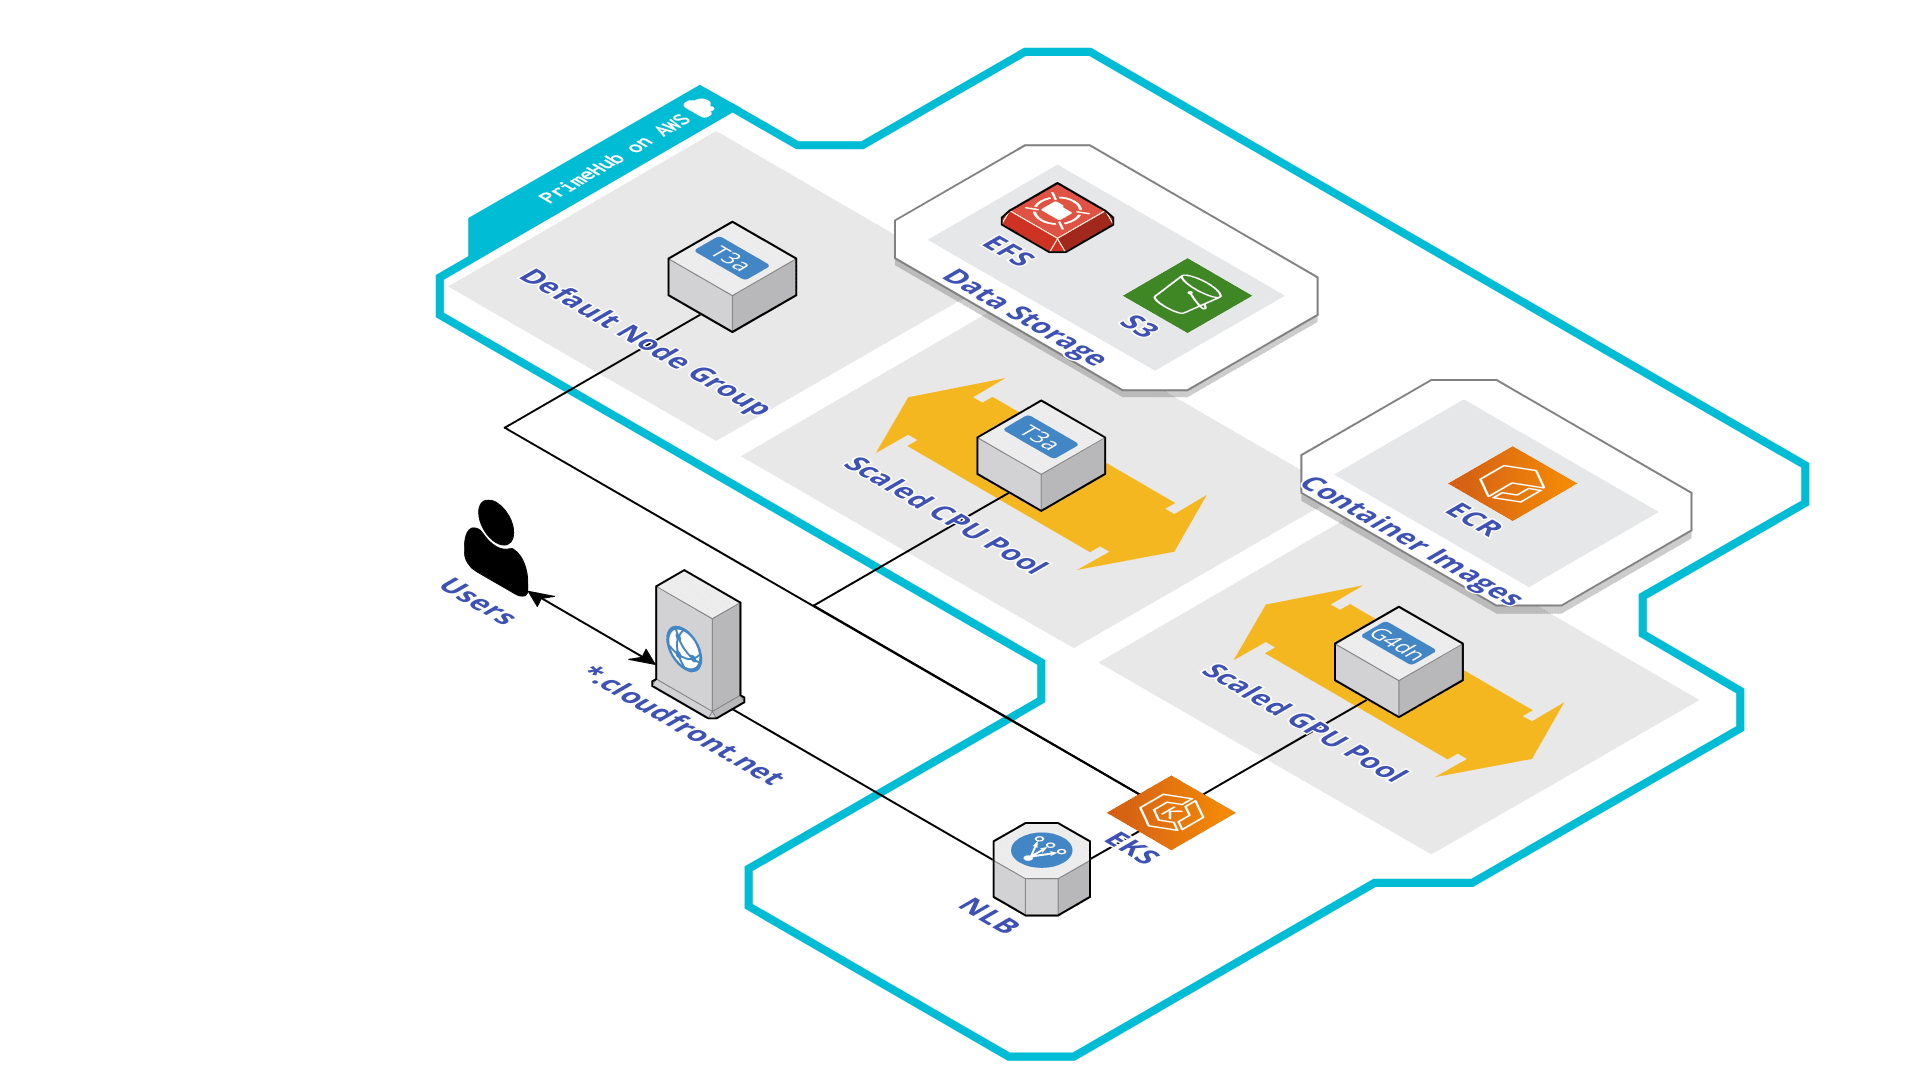 PrimeHub on AWS
T3a
Default Node Group
EFS
S3
Data Storage
T3a
Scaled CPU Pool
ECR
Container Images
Users
*.cloudfront.net
G4dn
Scaled GPU Pool
K
EKS
NLB